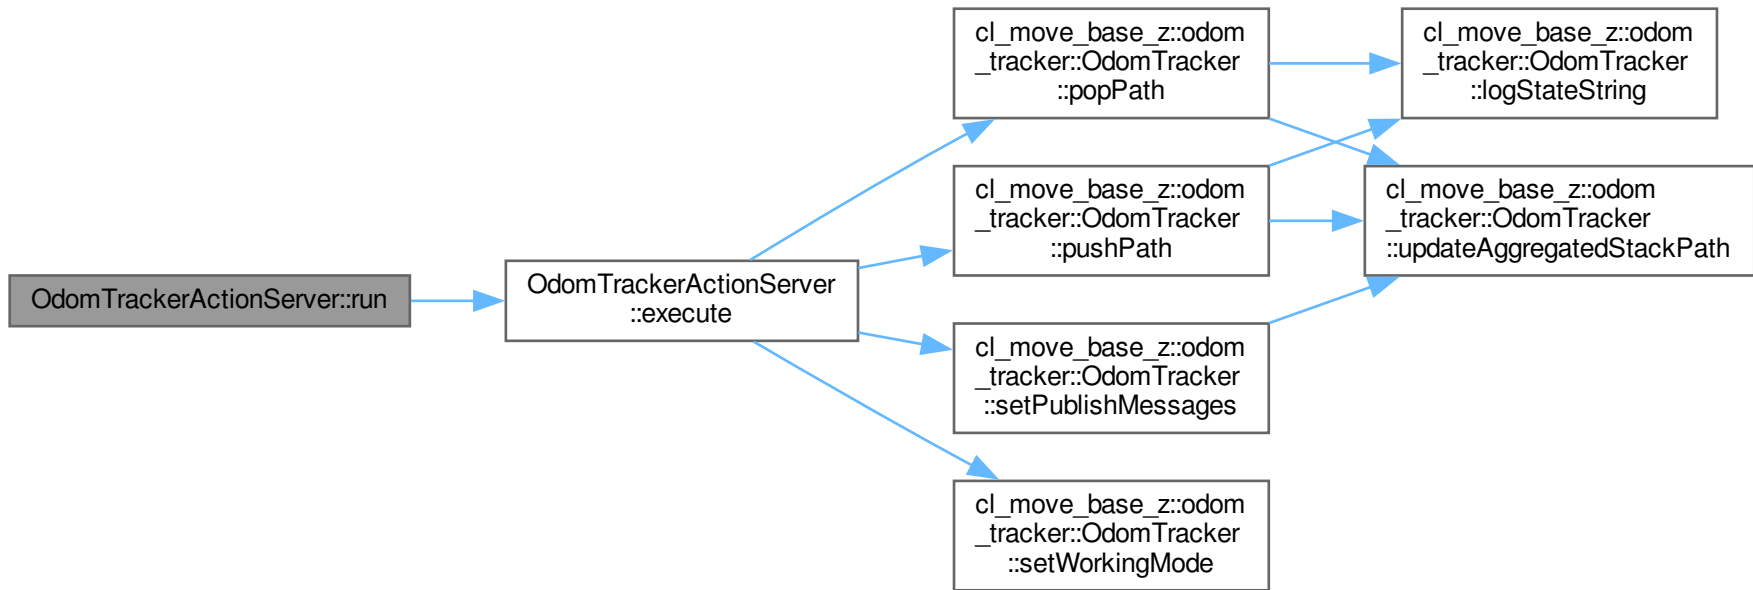 OdomTrackerActionServer::run
OdomTrackerActionServer
::execute
cl_move_base_z::odom
_tracker::OdomTracker
::popPath
cl_move_base_z::odom
_tracker::OdomTracker
::pushPath
cl_move_base_z::odom
_tracker::OdomTracker
::setPublishMessages
cl_move_base_z::odom
_tracker::OdomTracker
::setWorkingMode
cl_move_base_z::odom
_tracker::OdomTracker
::logStateString
cl_move_base_z::odom
_tracker::OdomTracker
::updateAggregatedStackPath